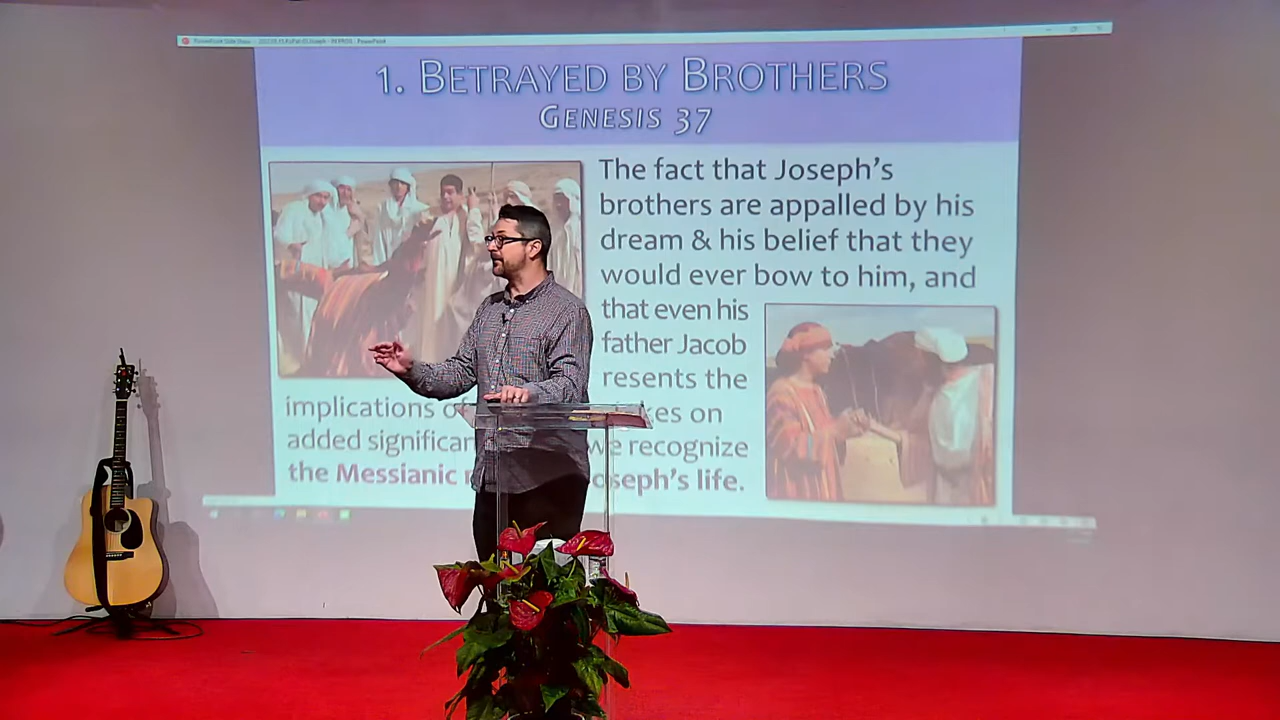 1. BETRAYED BY BROTHERS
GENESIS 37
The fact that Joseph's
brothers are appalled by his
dream & his belief that they
would ever bow to him, and
that even his
father Jacob
resents the
implications of kes on
added significan we recognize
the Messianic oseph's life.